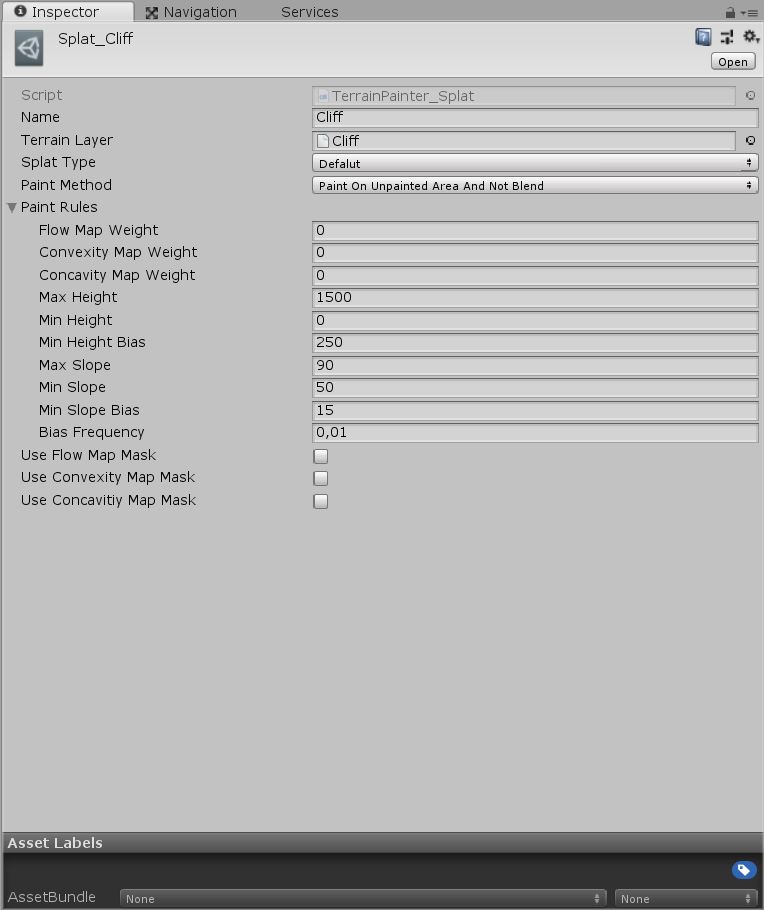 Inspector Navigation Services
Splat_Cliff
Open
Script TerrainPainter_Splat
Name Cliff
Terrain Layer Cliff
Splat Type Defalut
Paint Method Paint On Unpainted Area And Not Blend
Paint Rules
Flow Map Weight 0
Convexity Map Weight 0
Concavity Map Weight 0
Max Height 1500
Min Height 0
Min Height Bias 250
Max Slope 90
Min Slope 50
Min Slope Bias 15
Bias Frequency 0,01
Use Flow Map Mask
Use Convexity Map Mask
Use Concavitiy Map Mask
Asset Labels
AssetBundle None None